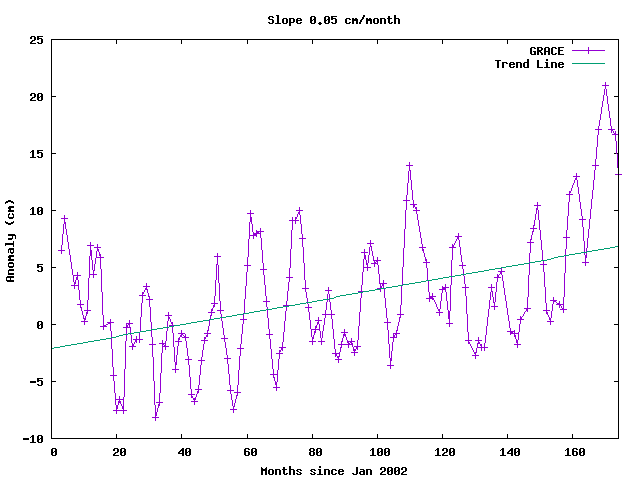 Slope 0.05 cm/month
GRACE
Trend Line
25
20
15
10
5
0
-5
-10
Anomaly (cm)
0 20 40 60 80 100 120 140 160
Months since Jan 2002